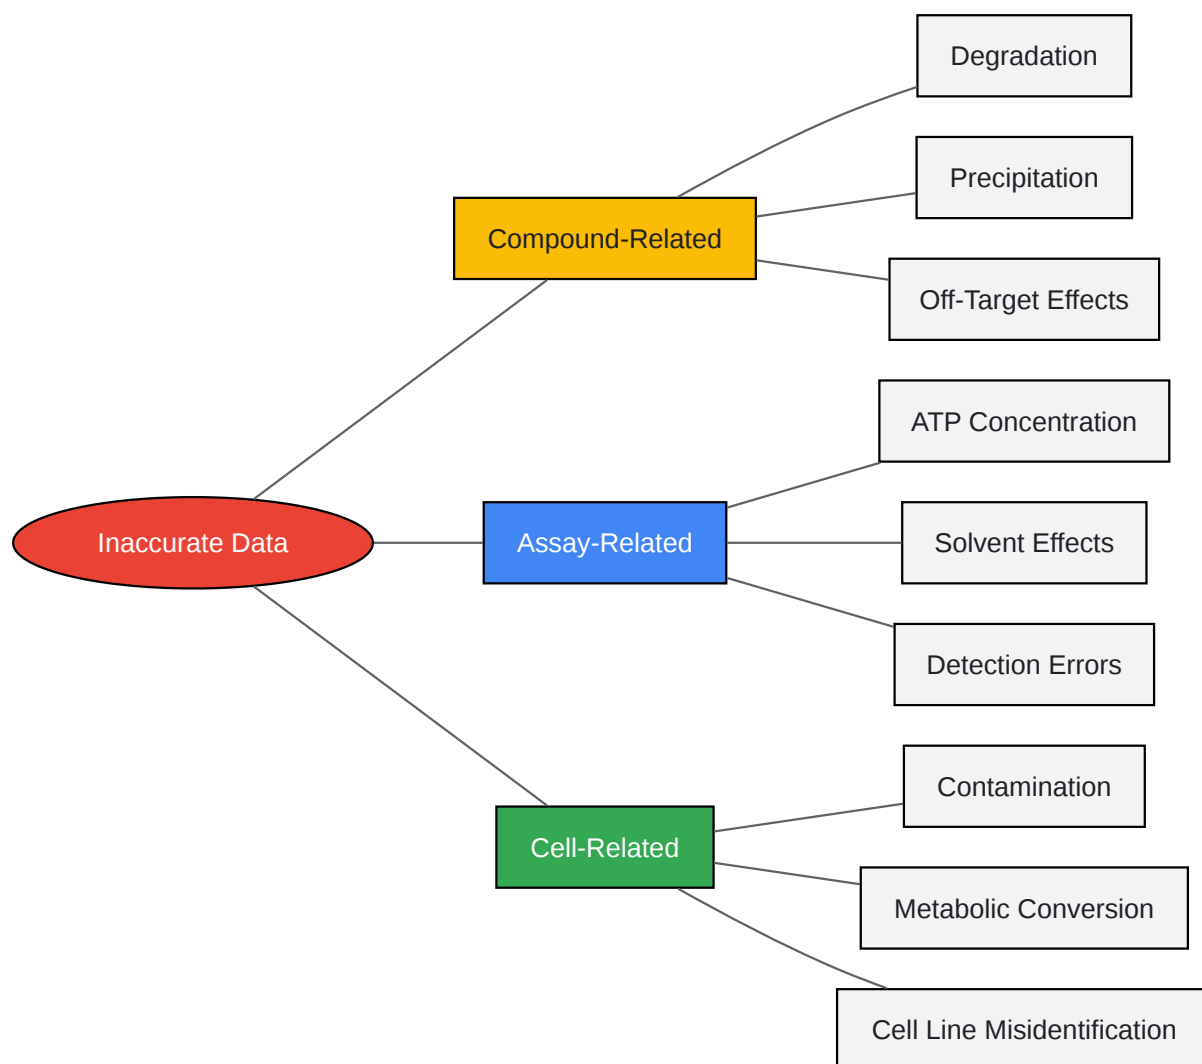 Degradation
Precipitation
Compound-Related
Off-Target Effects
ATP Concentration
Inaccurate Data
Assay-Related
Solvent Effects
Detection Errors
Contamination
Cell-Related
Metabolic Conversion
Cell Line Misidentification